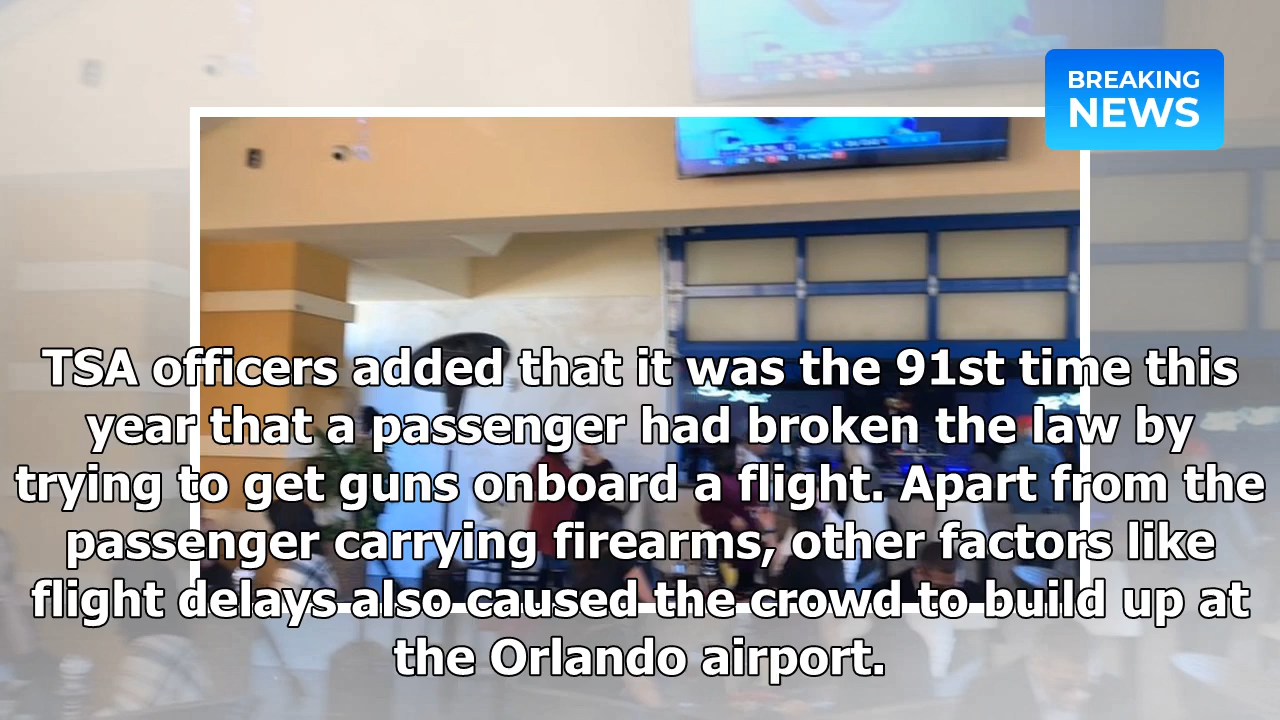 BREAKING
NEWS
TSA officers added that it was the 91st time this
year that a passenger had broken the law by
trying to get guns onboard a flight. Apart from the
passenger carrying firearms, other factors like
flight delays also caused the crowd to build up at
the Orlando airport.